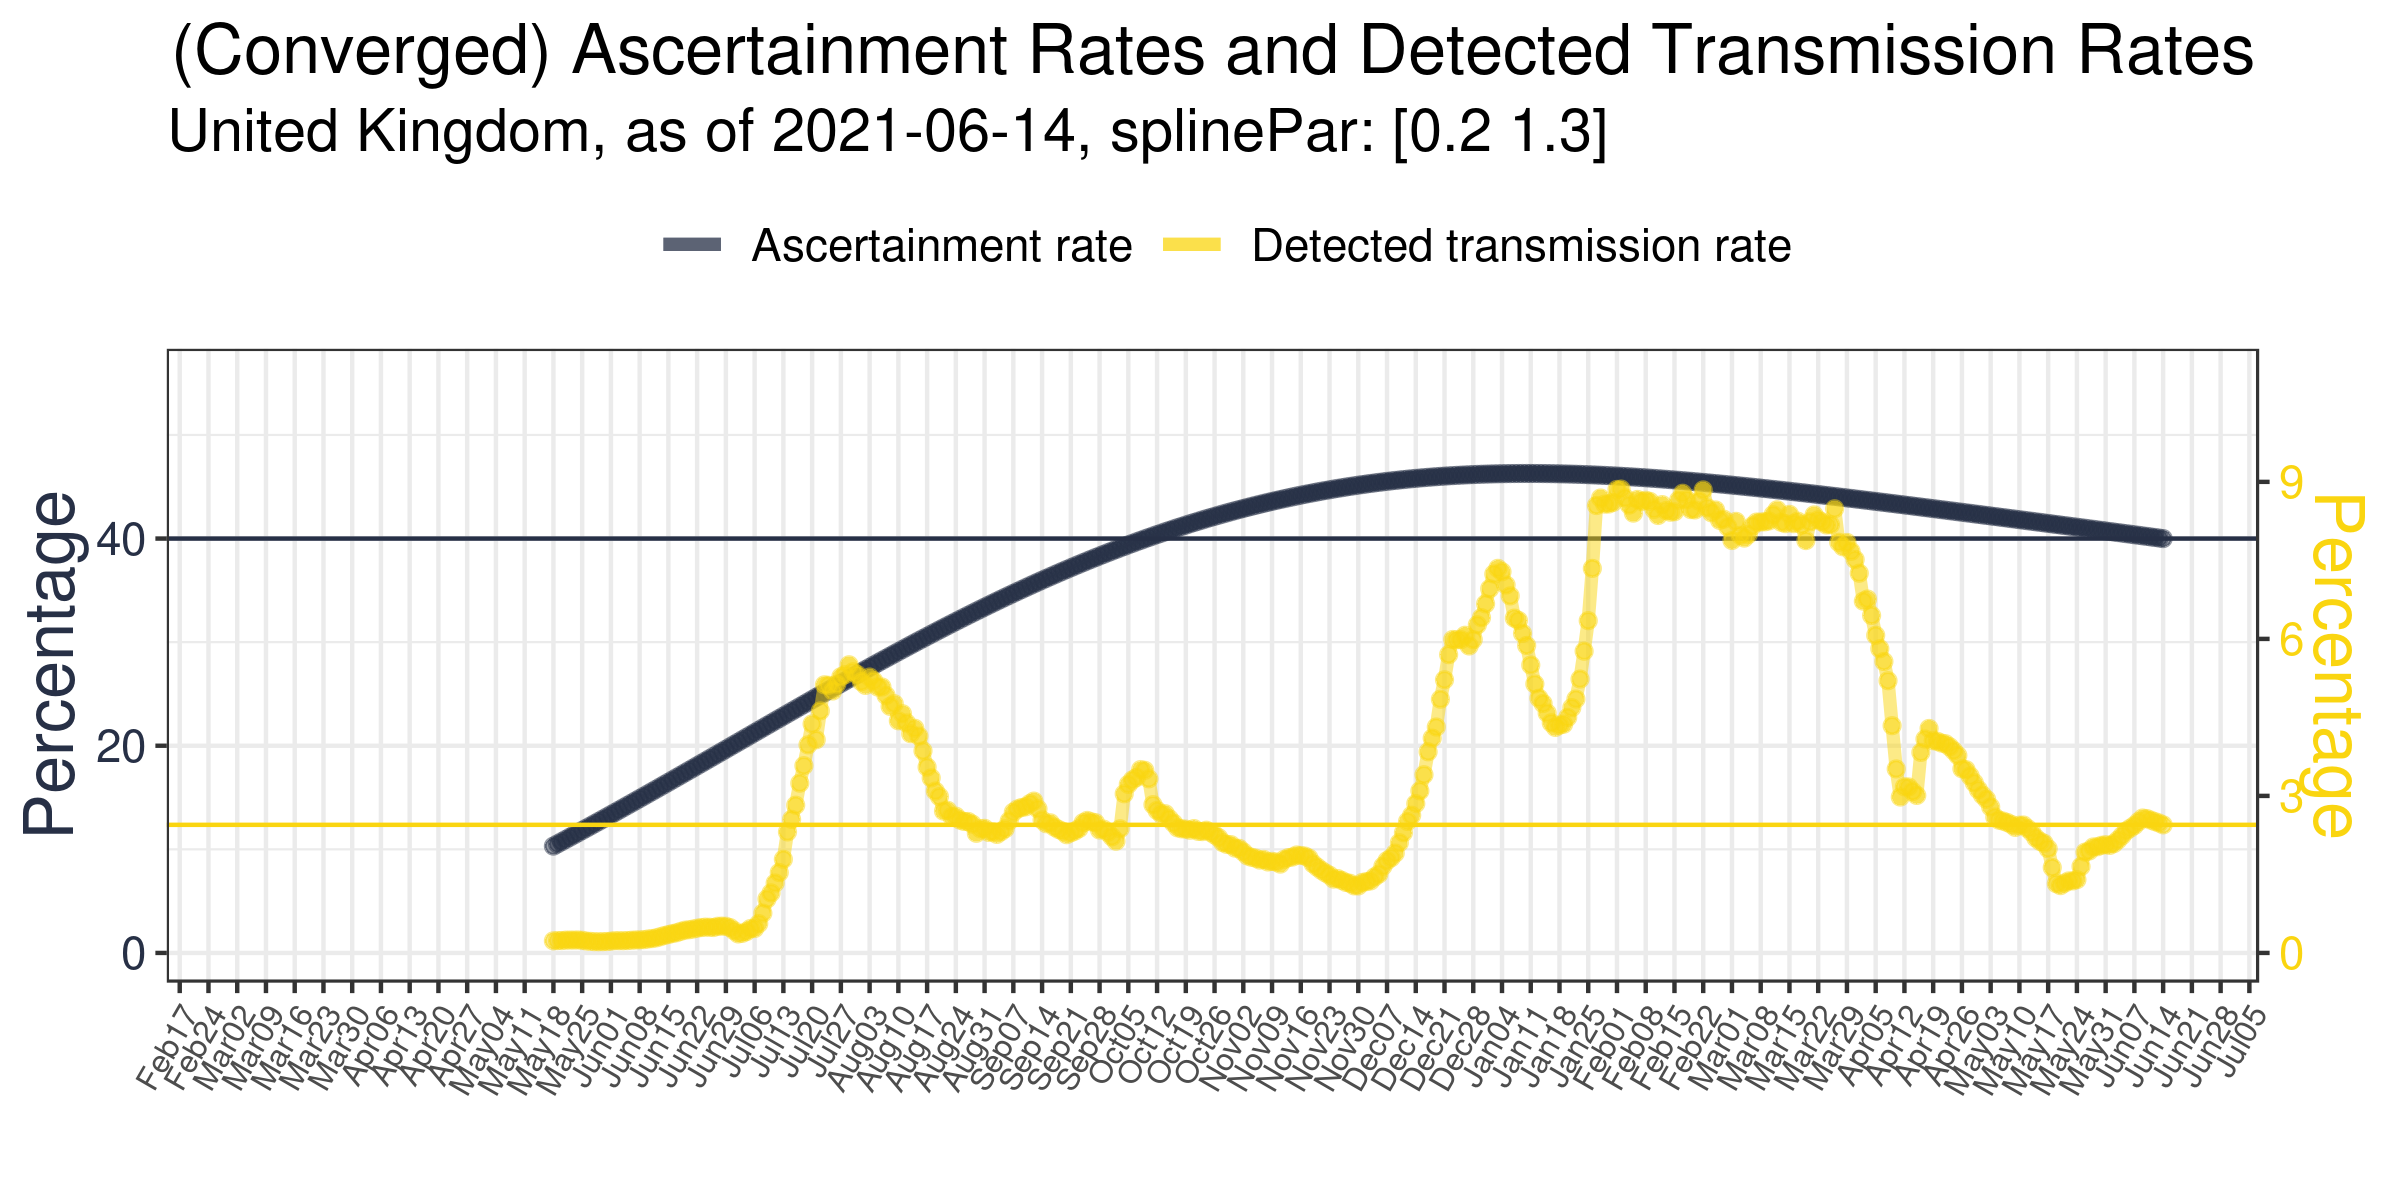 (Converged) Ascertainment Rates and Detected Transmission Rates
United Kingdom, as of 2021-06-14, splinePar: [0.2 1.3]
Ascertainment rate
Detected transmission rate
Percentage
40
20
0
9
6
3
0
Percentage
Feb17
Feb24
Mar02
Mar09
Mar16
Mar23
Mar30
Apr06
Apr13
Apr20
Apr27
May04
May11
May18
May25
Jun01
Jun08
Jun15
Jun22
Jun29
Jul06
Jul13
Jul20
Jul27
Aug03
Aug10
Aug17
Aug24
Aug31
Sep07
Sep14
Sep21
Sep28
Oct05
Oct12
Oct19
Oct26
Nov02
Nov09
Nov16
Nov23
Nov30
Dec07
Dec14
Dec21
Dec28
Jan04
Jan11
Jan18
Jan25
Feb01
Feb08
Feb15
Feb22
Mar01
Mar08
Mar15
Mar22
Mar29
Apr05
Apr12
Apr19
Apr26
May03
May10
May17
May24
May31
Jun07
Jun14
Jun21
Jun28
Jul05